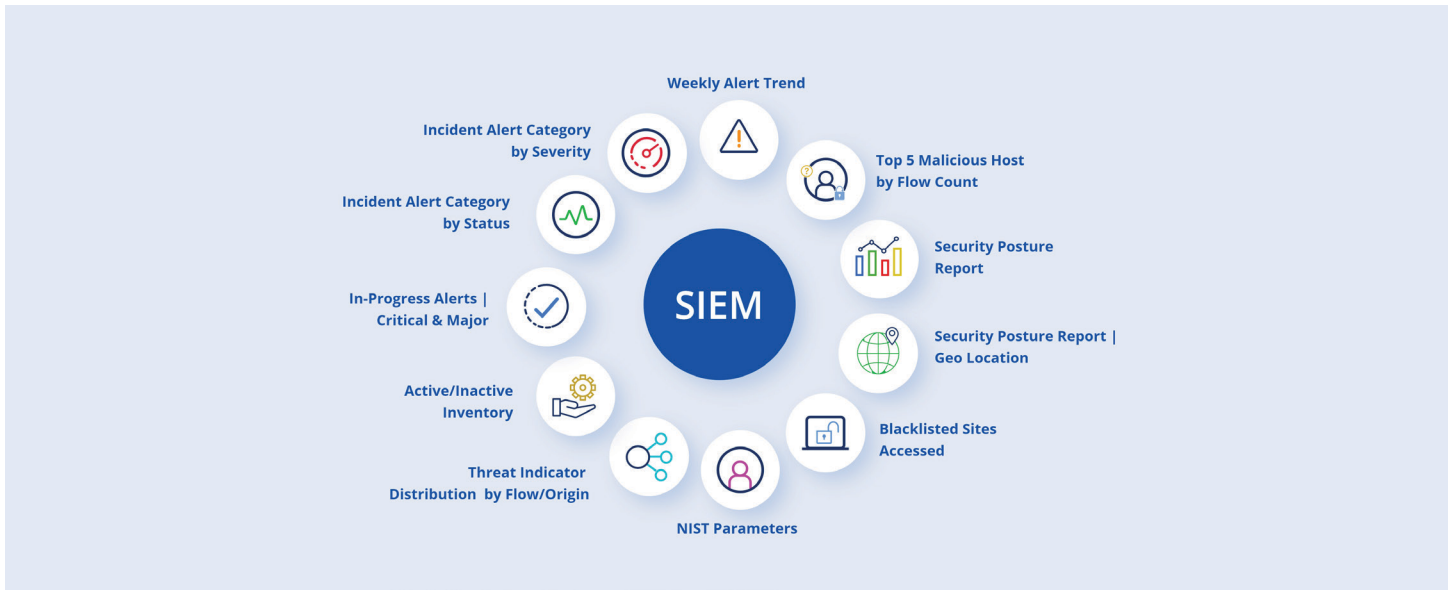 Weekly Alert Trend
Incident Alert Category
by Severity
Top 5 Malicious Host
by Flow Count
?
Incident Alert Category
by Status
Security Posture
Report
SIEM
In-Progress Alerts |
Critical & Major
Security Posture Report |
Geo Location
Active/Inactive
Inventory
Blacklisted Sites
Accessed
Threat Indicator
Distribution by Flow/Origin
NIST Parameters